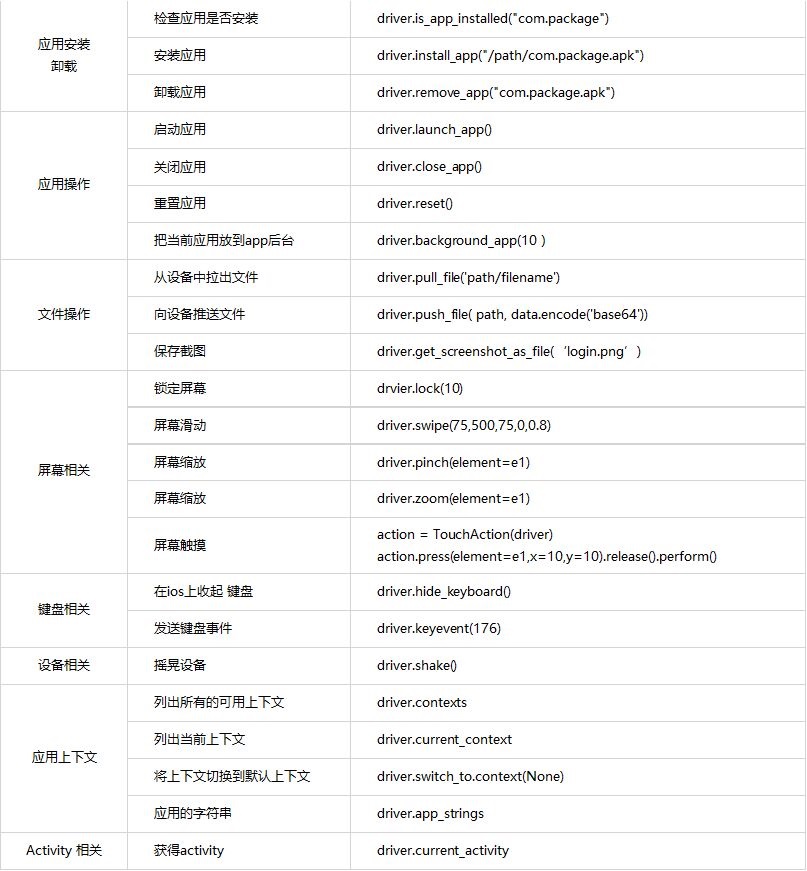 应用安装
卸载
检查应用是否安装 driver.is_app_installed("com.package")
安装应用 driver.install_app("/path/com.package.apk")
卸载应用 driver.remove_app("com.package.apk")
应用操作
启动应用 driver.launch_app()
关闭应用 driver.close_app()
重置应用 driver.reset()
把当前应用放到app后台 driver.background_app(10 )
文件操作
从设备中拉出文件 driver.pull_file('path/filename')
向设备推送文件 driver.push_file( path, data.encode('base64'))
保存截图 driver.get_screenshot_as_file(‘login.png’)
屏幕相关
锁定屏幕 drvier.lock(10)
屏幕滑动 driver.swipe(75,500,75,0,0.8)
屏幕缩放 driver.pinch(element=e1)
屏幕缩放 driver.zoom(element=e1)
屏幕触摸 action = TouchAction(driver)
action.press(element=e1,x=10,y=10).release().perform()
键盘相关
在ios上收起 键盘 driver.hide_keyboard()
发送键盘事件 driver.keyevent(176)
设备相关
摇晃设备 driver.shake()
应用上下文
列出所有的可用上下文 driver.contexts
列出当前上下文 driver.current_context
将上下文切换到默认上下文 driver.switch_to.context(None)
应用的字符串 driver.app_strings
Activity 相关
获得activity driver.current_activity